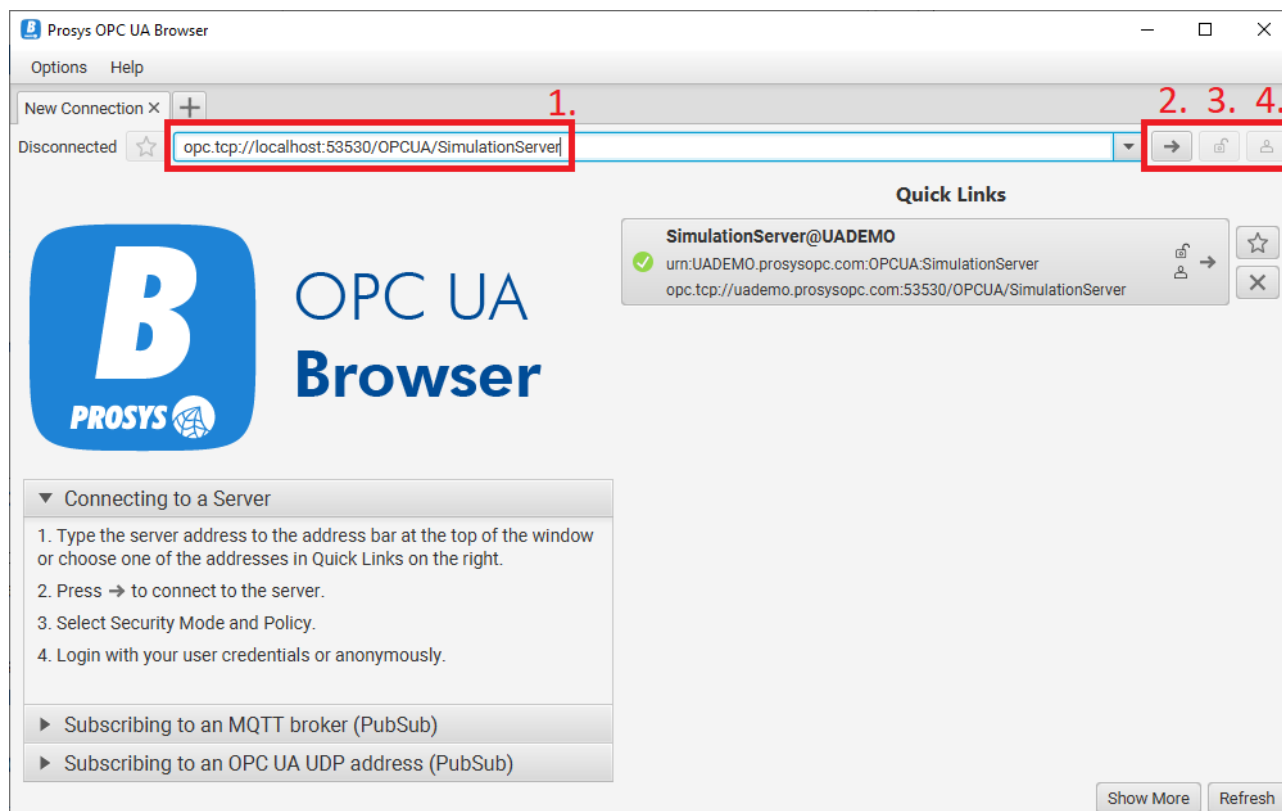 B Prosys OPC UA Browser
Options Help
New Connection
1.
2. 3. 4.
Disconnected opc.tcp://localhost:53530/OPCUA/SimulationServer
Quick Links
SimulationServer@UADEMO
urn:UADEMO.prosysopc.com:OPCUA:SimulationServer
opc.tcp://uademo.prosysopc.com:53530/OPCUA/SimulationServer
B
PROSYS
OPC UA
Browser
Connecting to a Server
1. Type the server address to the address bar at the top of the window
or choose one of the addresses in Quick Links on the right.
2. Press → to connect to the server.
3. Select Security Mode and Policy.
4. Login with your user credentials or anonymously.
Subscribing to an MQTT broker (PubSub)
Subscribing to an OPC UA UDP address (PubSub)
Show More Refresh